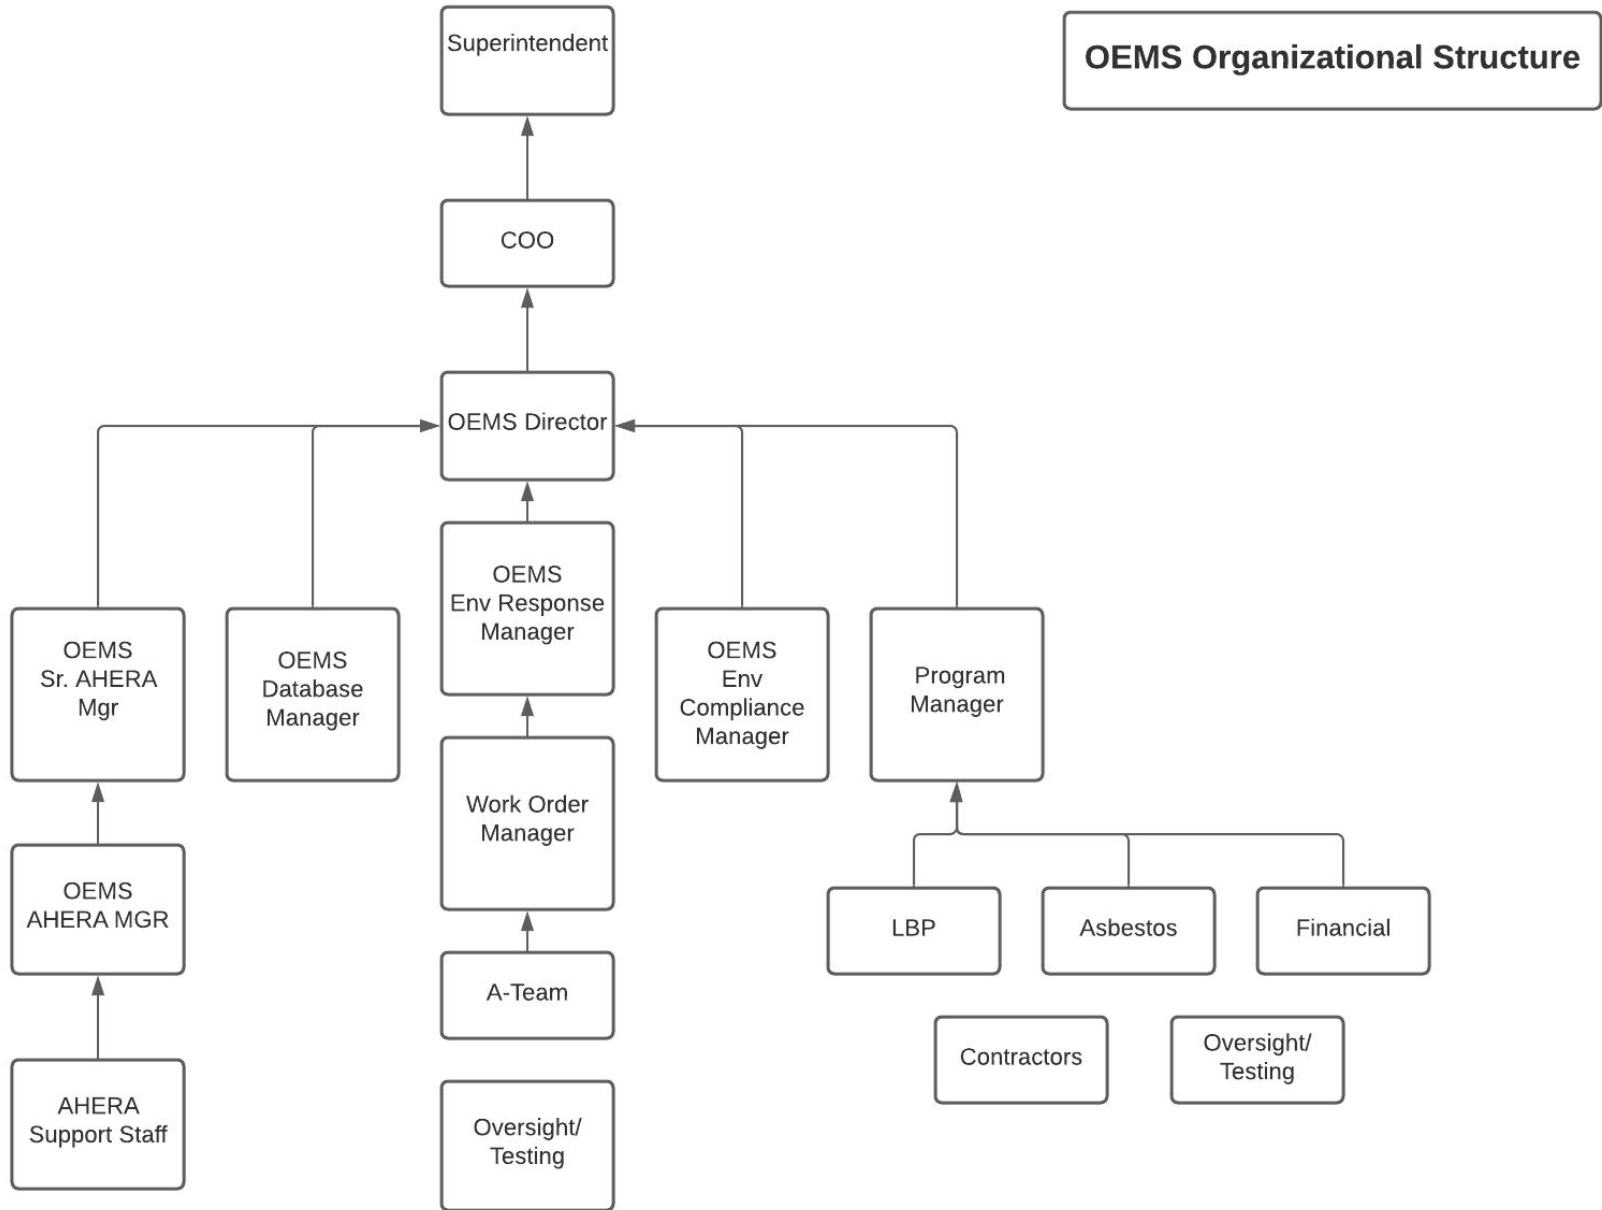 Superintendent
OEMS Organizational Structure
COO
OEMS Director
OEMS
Env Response
Manager
OEMS
Sr. AHERA
Mgr
OEMS
Database
Manager
OEMS
Env
Compliance
Manager
Program
Manager
Work Order
Manager
OEMS
AHERA MGR
LBP
Asbestos
Financial
A-Team
Contractors
Oversight/
Testing
AHERA
Support Staff
Oversight/
Testing